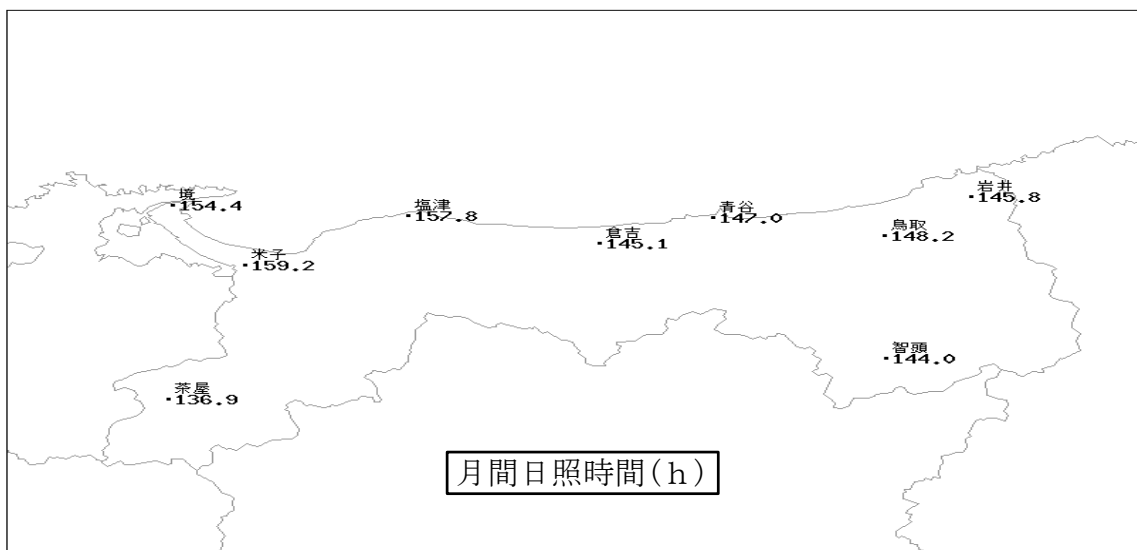 境
154.4
塩津
157.8
青谷
147.0
岩井
145.8
倉吉
145.1
鳥取
148.2
米子
159.2
智頭
144.0
茶屋
136.9
月間日照時間(h)